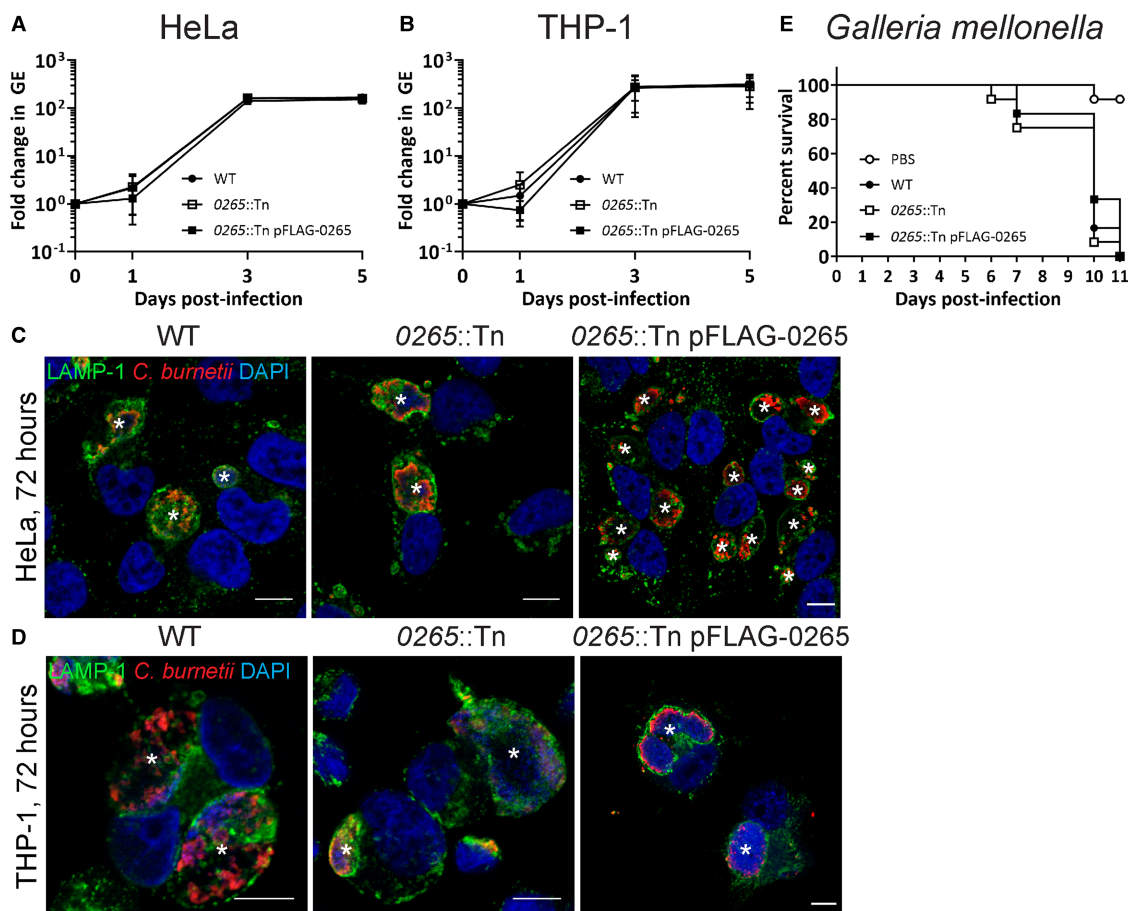 A
HeLa
Fold change in GE
10³
10²
10¹
10⁰
10⁻¹
0
1
3
5
Days post-infection
WT
0265::Tn
0265::Tn pFLAG-0265
B
THP-1
Fold change in GE
10³
10²
10¹
10⁰
10⁻¹
0
1
3
5
Days post-infection
WT
0265::Tn
0265::Tn pFLAG-0265
E
Galleria mellonella
Percent survival
100
80
60
40
20
0
PBS
WT
0265::Tn
0265::Tn pFLAG-0265
0 1 2 3 4 5 6 7 2 3 4 10 11
Days post-infection
C
WT
0265::Tn
0265::Tn pFLAG-0265
LAMP-1 C. burnetii DAPI
HeLa, 72 hours
* * *
* *
* * * * * * * * * * * * * *
D
WT
0265::Tn
0265::Tn pFLAG-0265
LAMP-1 C. burnetii DAPI
THP-1, 72 hours
* *
* *
* *